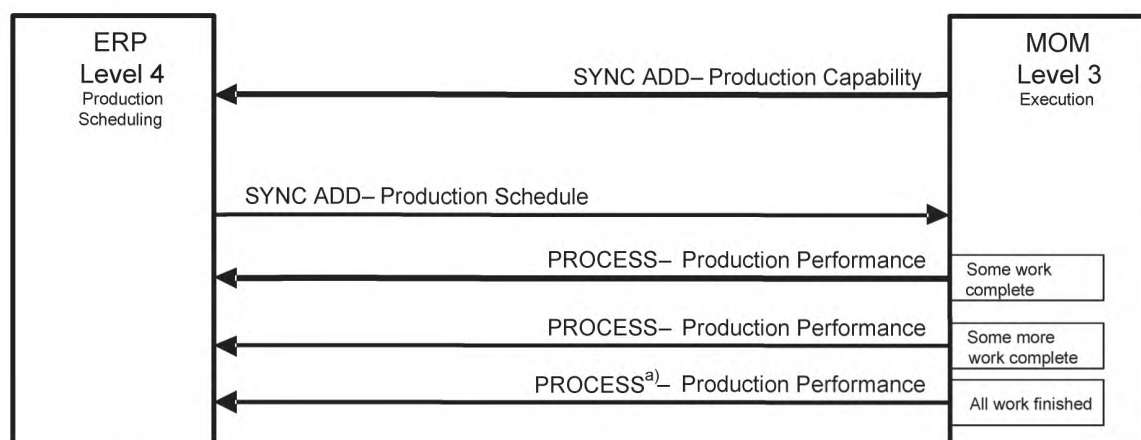 ERP
Level 4
Production
Scheduling
MOM
Level 3
Execution
SYNC ADD– Production Capability
SYNC ADD– Production Schedule
PROCESS– Production Performance
Some work
complete
PROCESS– Production Performance
Some more
work complete
PROCESSᵃ⁾– Production Performance
All work finished